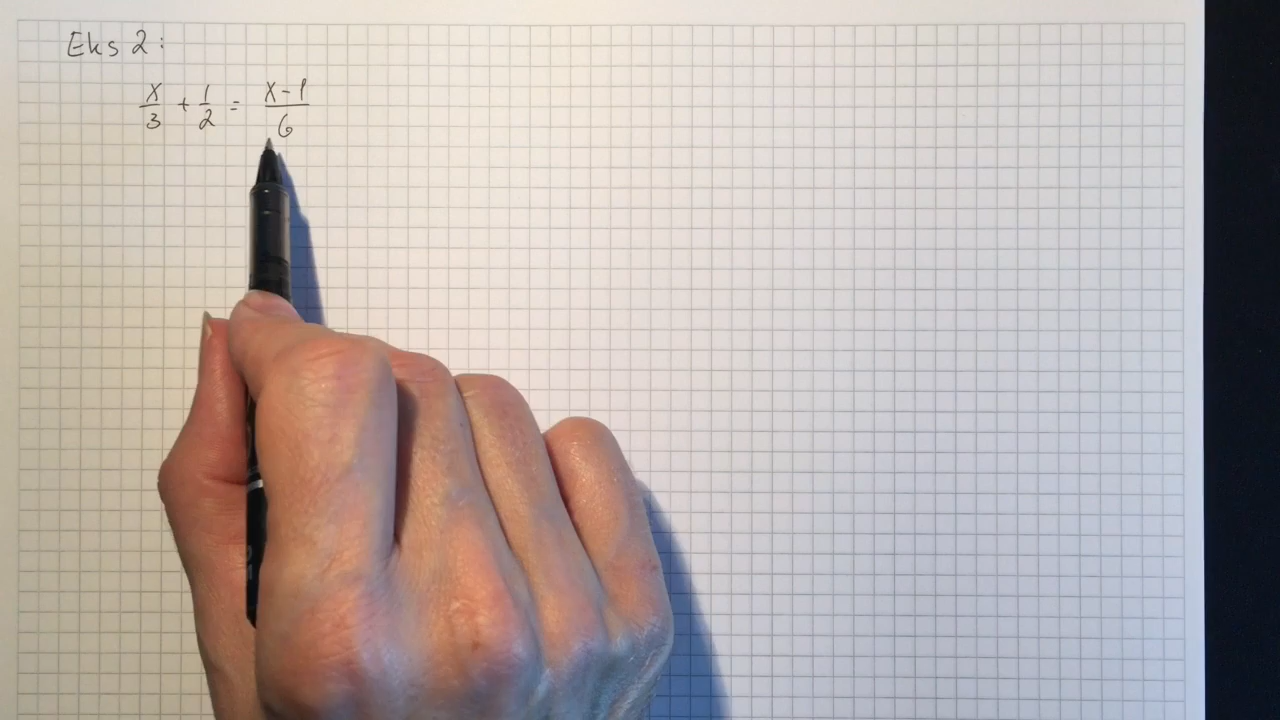 Eks 2:
x/3 + 1/2 = (x-1)/6